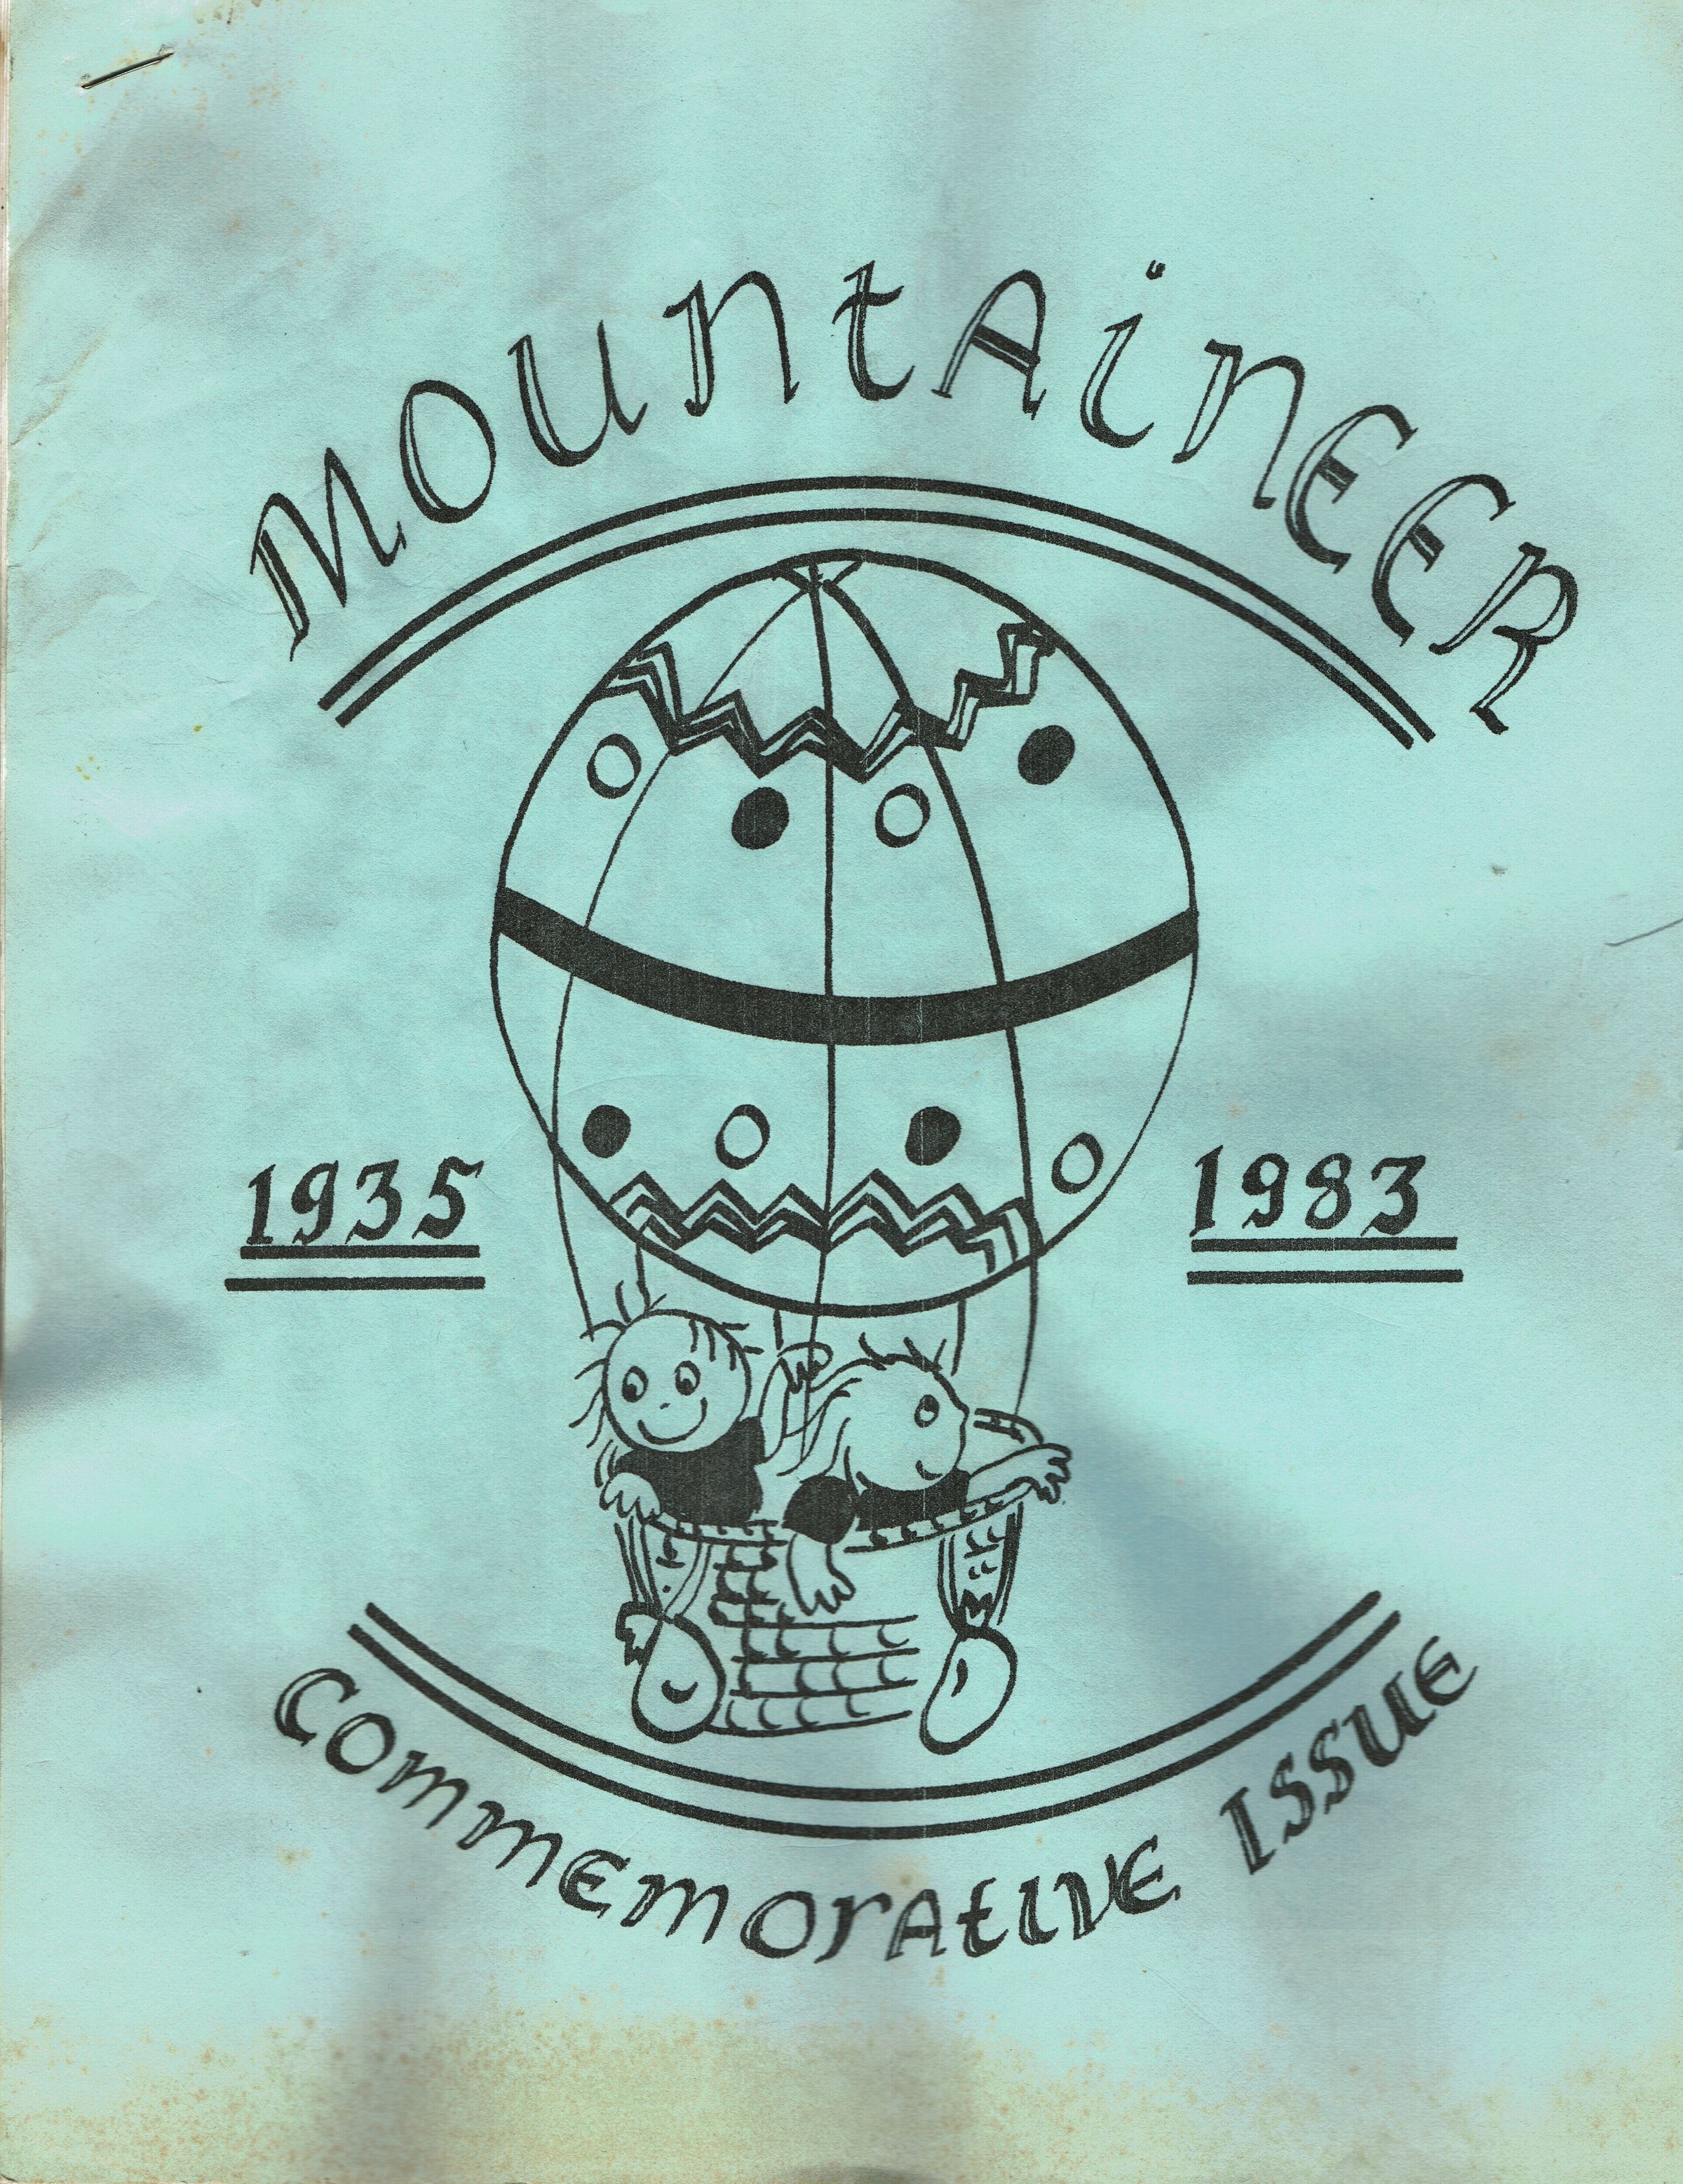 MOUNTAINEER
1935
1983
COMMEMORATIVE ISSUE